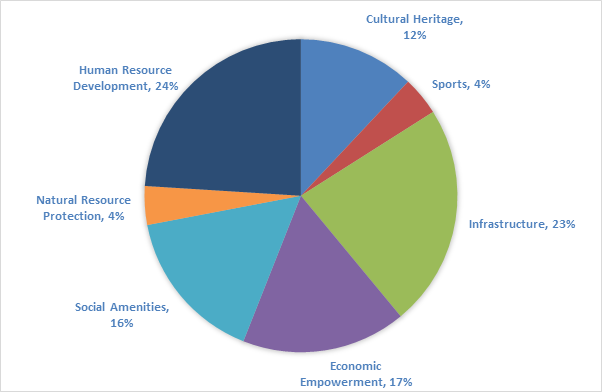 Cultural Heritage,
12%
Sports, 4%
Infrastructure, 23%
Economic
Empowerment, 17%
Social Amenities,
16%
Natural Resource
Protection, 4%
Human Resource
Development, 24%